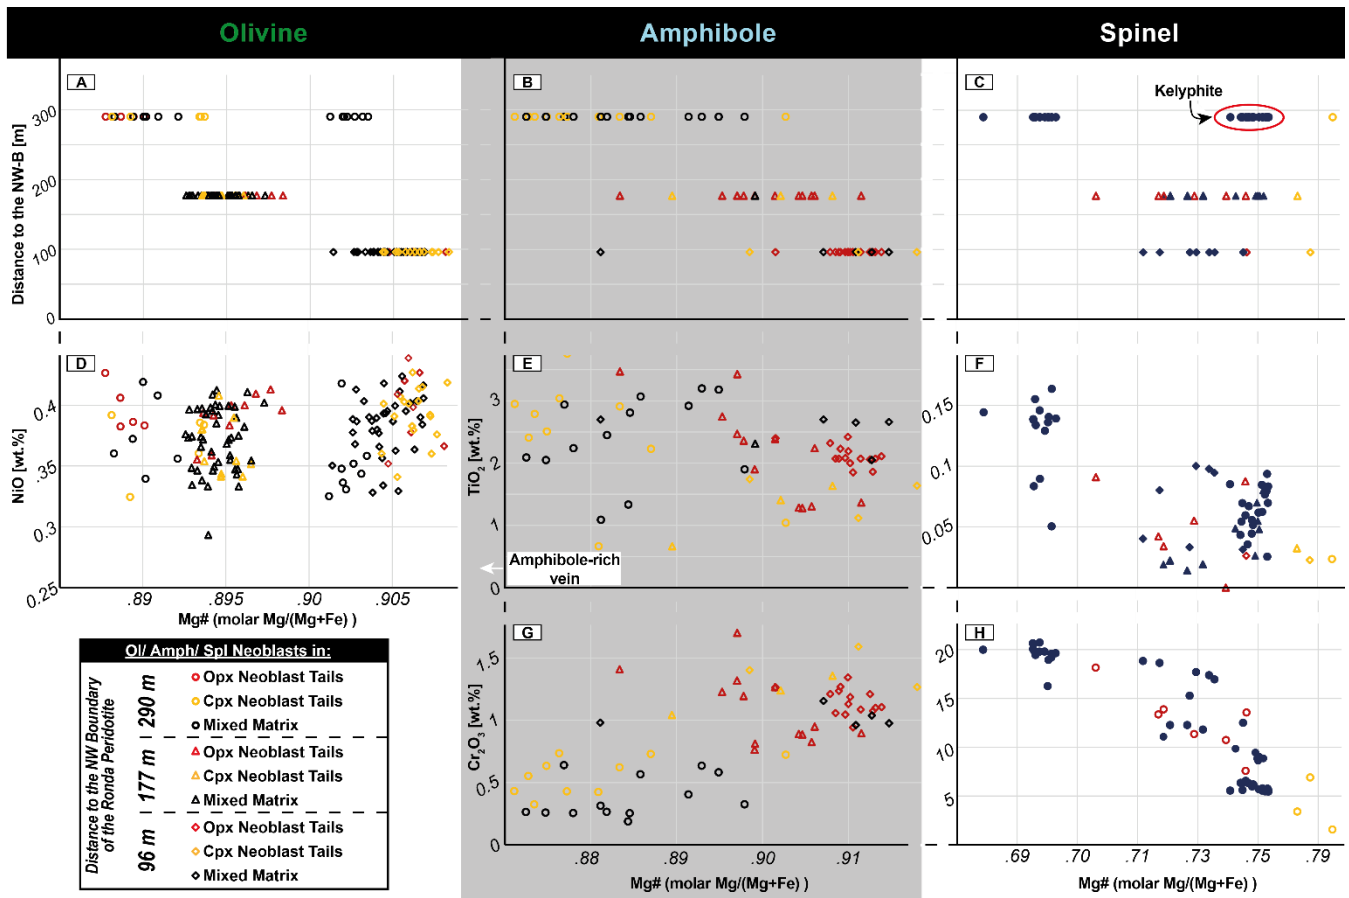 Olivine
Amphibole
Spinel
A
B
C
Kelyphite
Distance to the NW-B [m]
300
200
100
0
D
E
F
NiO [wt.%]
0.4
.35
0.3
0.25
TiO2 [wt.%]
3
2
1
0
Amphibole-rich
vein
0.15
0.1
0.05
0
.89
.895
.90
.905
Mg# (molar Mg/(Mg+Fe) )
G
H
Cr2O3 [wt.%]
1.5
1
0.5
0
20
15
10
5
.88
.89
.90
.91
Mg# (molar Mg/(Mg+Fe) )
.69
.70
.71
.73
.75
.79
Mg# (molar Mg/(Mg+Fe) )
Ol/ Amph/ Spl Neoblasts in:
Distance to the NW Boundary
of the Ronda Peridotite
290 m
Opx Neoblast Tails
Cpx Neoblast Tails
Mixed Matrix
177 m
Opx Neoblast Tails
Cpx Neoblast Tails
Mixed Matrix
96 m
Opx Neoblast Tails
Cpx Neoblast Tails
Mixed Matrix